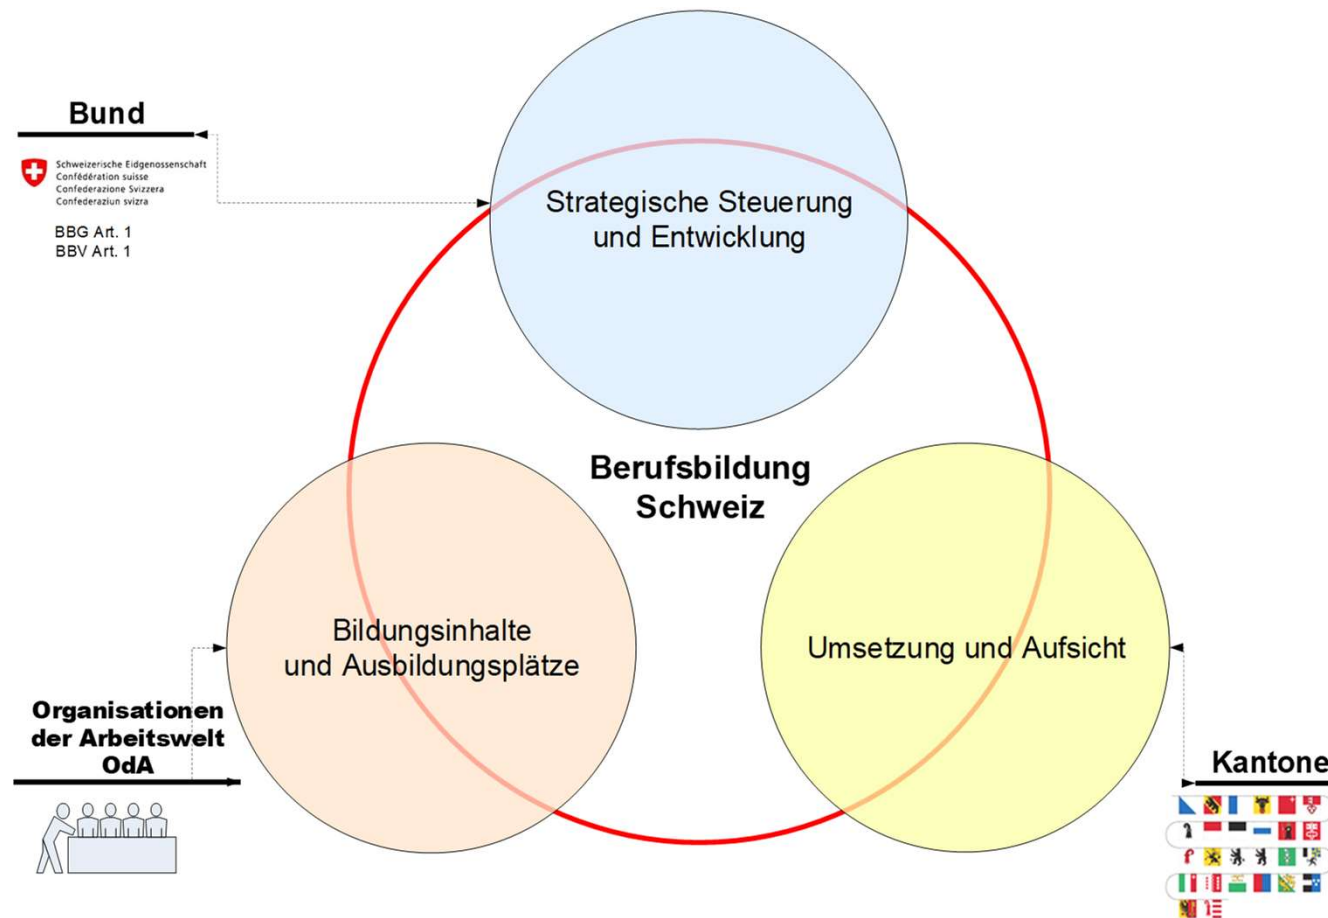 Bund
Schweizerische Eidgenossenschaft
Confédération suisse
Confederazione Svizzera
Confederaziun svizra
BBG Art. 1
BBV Art. 1
Strategische Steuerung
und Entwicklung
Berufsbildung
Schweiz
Bildungsinhalte
und Ausbildungsplätze
Umsetzung und Aufsicht
Organisationen
der Arbeitswelt
OdA
Kantone